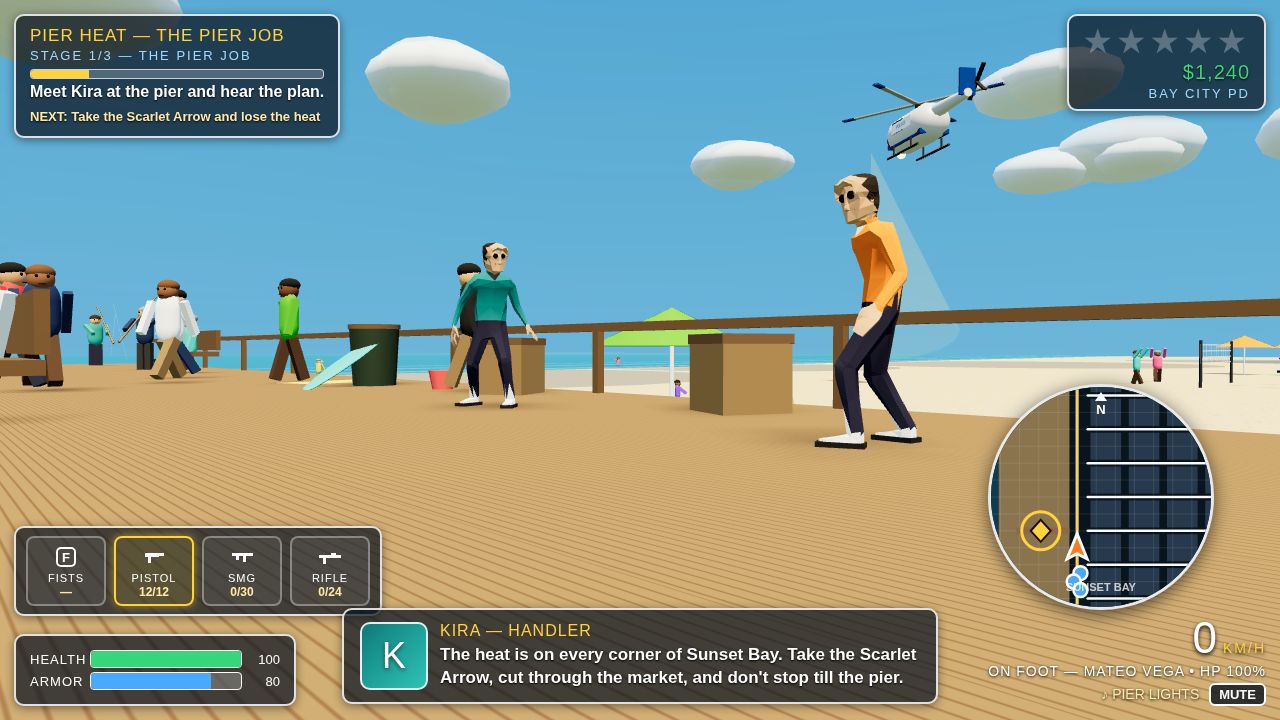 PIER HEAT — THE PIER JOB
STAGE 1/3 — THE PIER JOB
Meet Kira at the pier and hear the plan.
NEXT: Take the Scarlet Arrow and lose the heat
$1,240
BAY CITY PD
N
SUNSET BAY
F
FISTS
—
PISTOL
12/12
SMG
0/30
RIFLE
0/24
HEALTH 100
ARMOR 80
K
KIRA — HANDLER
The heat is on every corner of Sunset Bay. Take the Scarlet
Arrow, cut through the market, and don't stop till the pier.
0 KM/H
ON FOOT — MATEO VEGA • HP 100%
♪ PIER LIGHTS MUTE